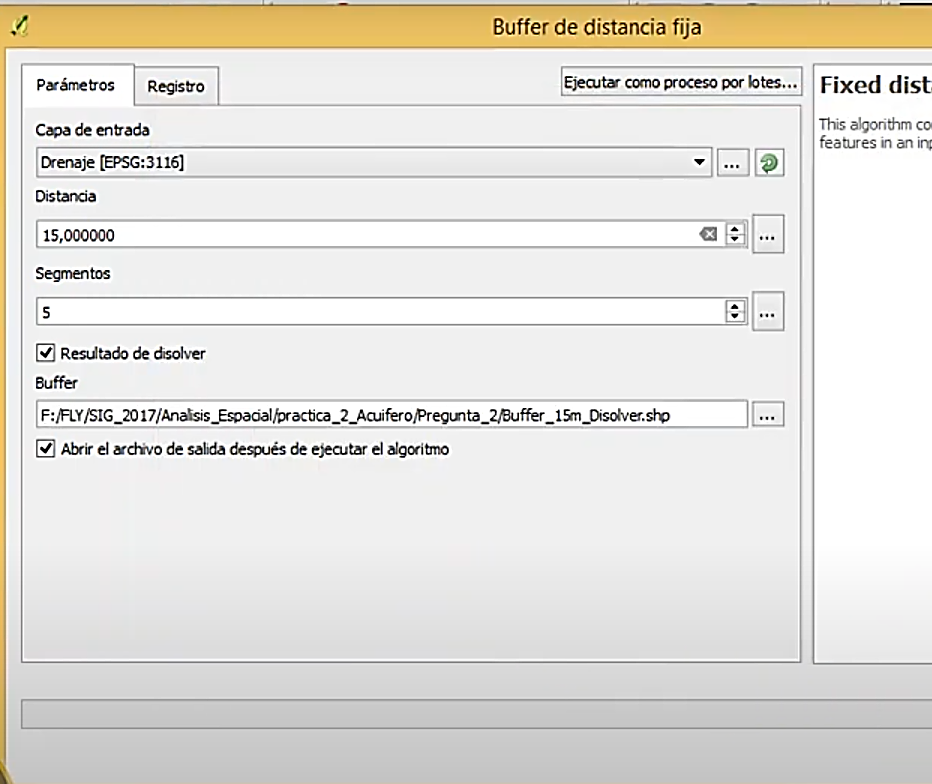 Buffer de distancia fija
Parámetros
Registro
Ejecutar como proceso por lotes...
Capa de entrada
Drenaje [EPSG:3116]
...
Distancia
15,000000
...
Segmentos
5
...
Resultado de disolver
Buffer
F:/FLY/SIG_2017/Analisis_Espacial/practica_2_Acuifero/Pregunta_2/Buffer_15m_Disolver.shp
...
Abrir el archivo de salida después de ejecutar el algoritmo
Fixed dist
This algorithm co
features in an inp